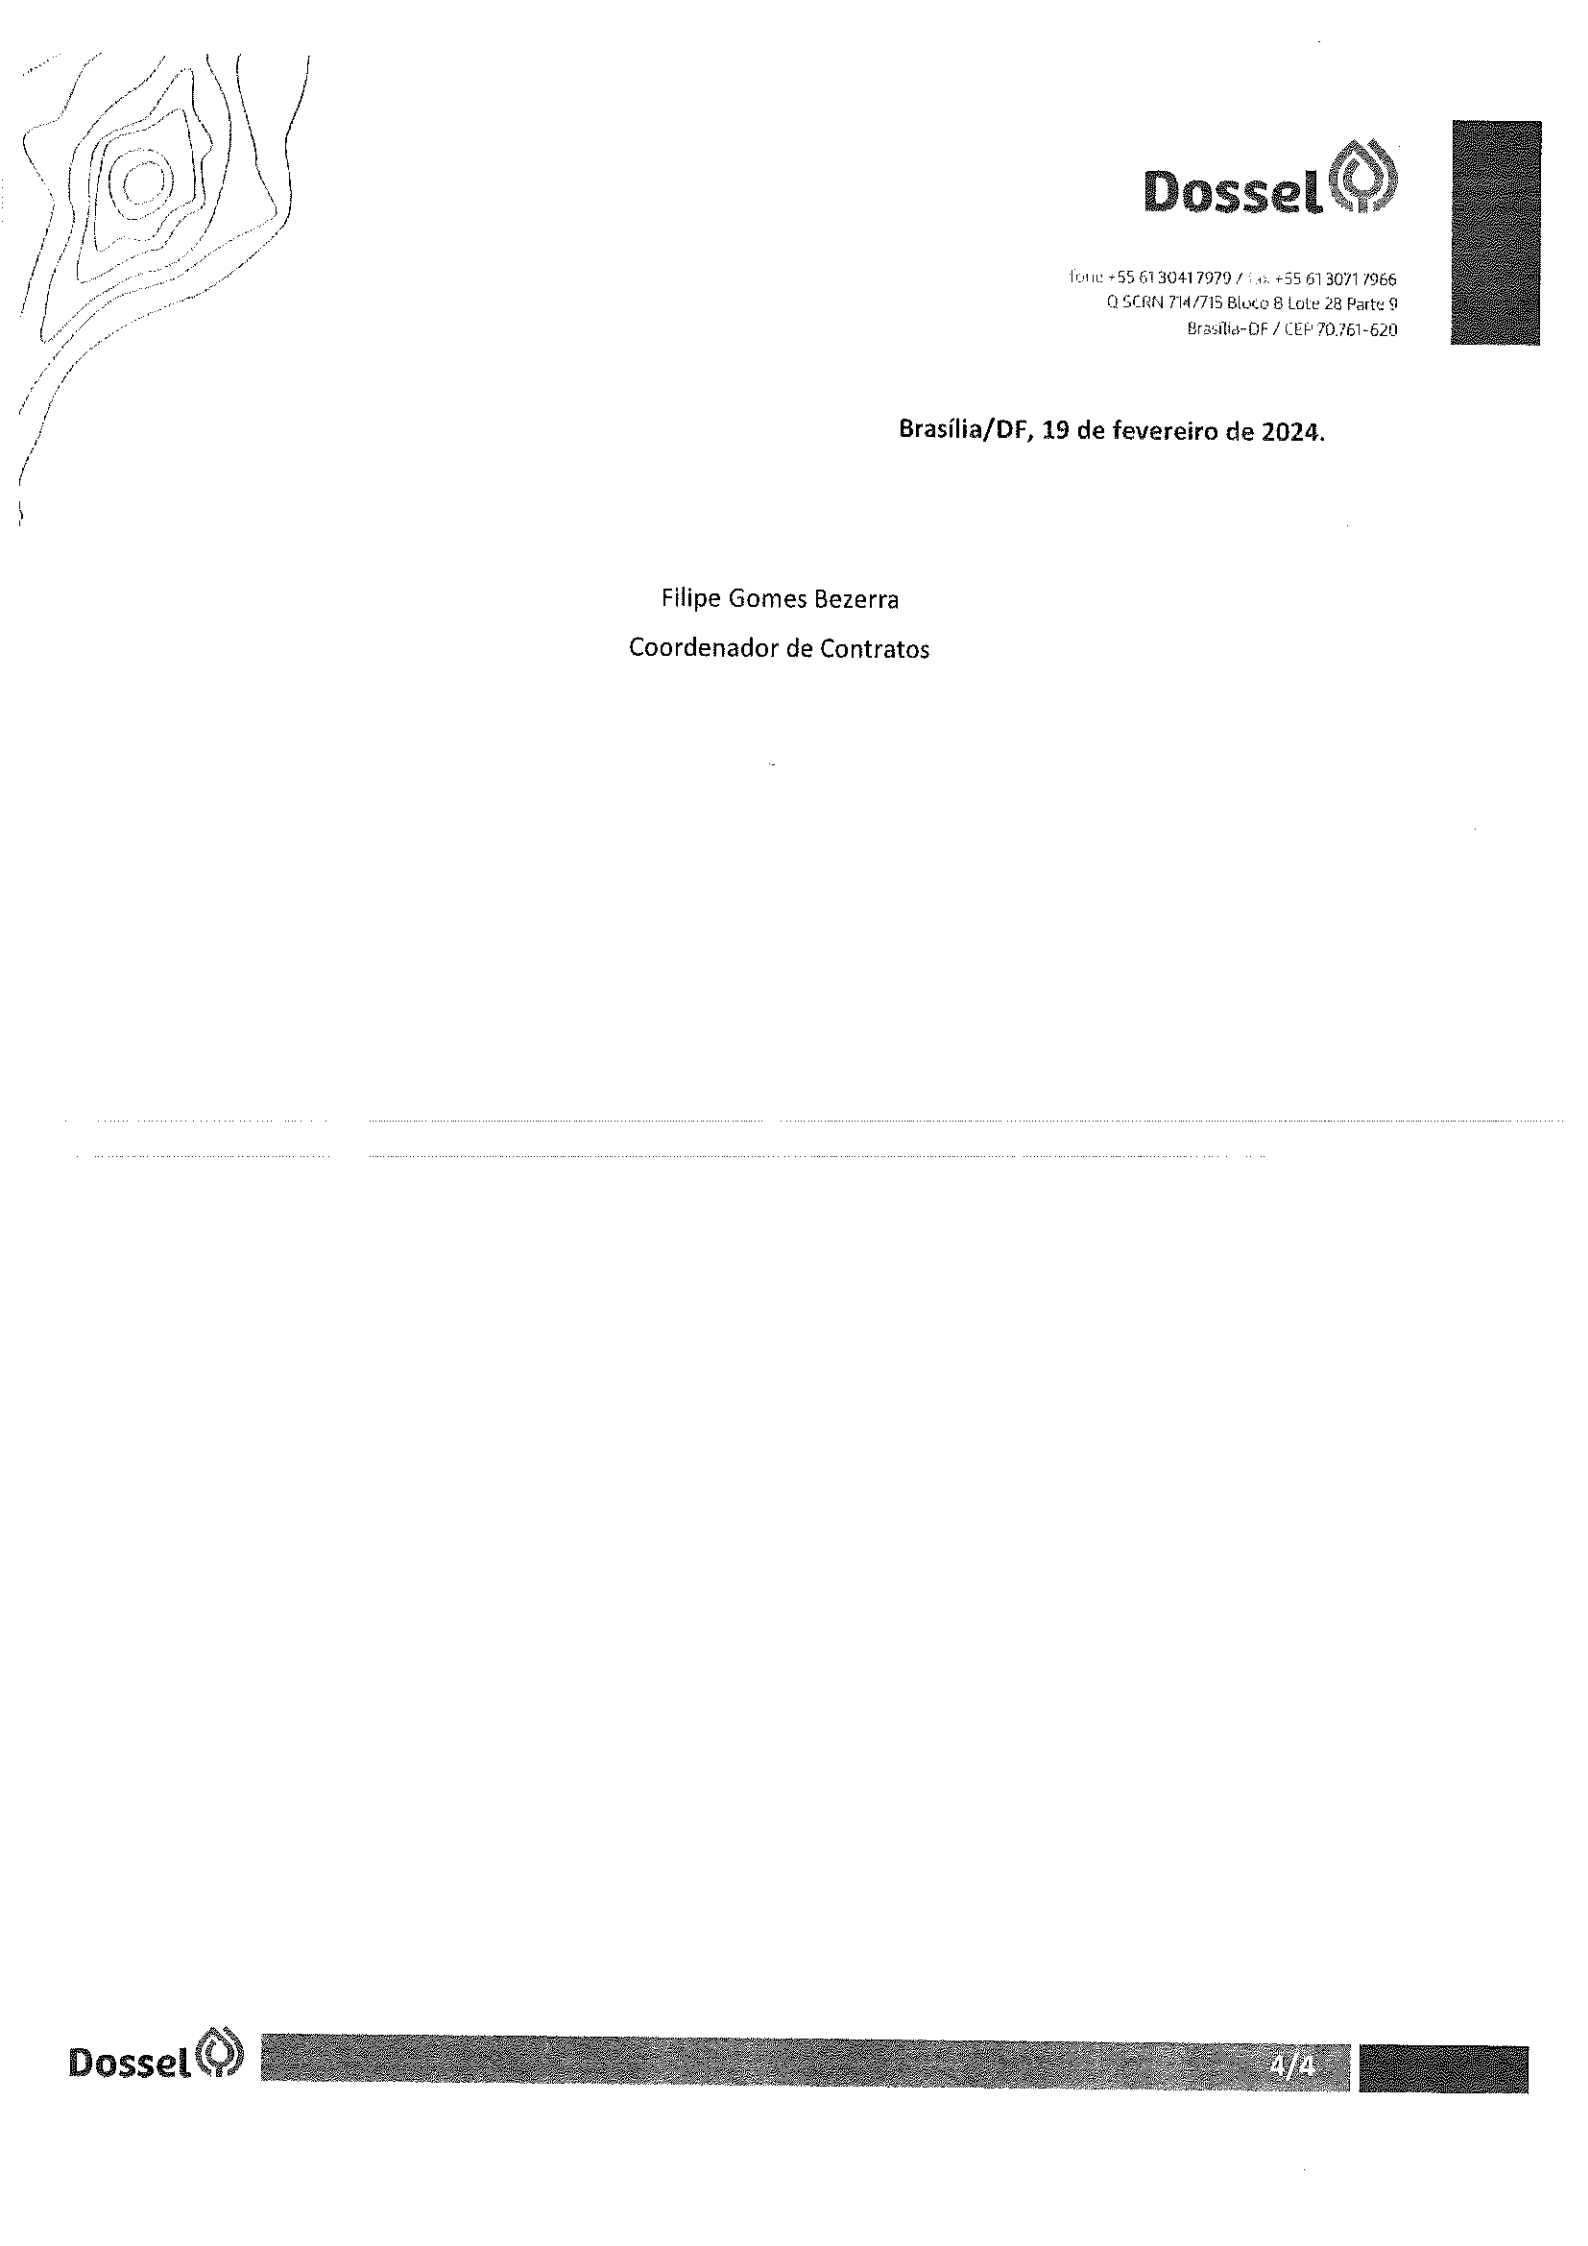 Dossel
fone +55 61 3041 7979 / +55 61 3071 7966
Q SCRN 714/715 Bloco B Lote 28 Parte 9
Brasília-DF / CEP 70.761-620
Brasília/DF, 19 de fevereiro de 2024.
Filipe Gomes Bezerra
Coordenador de Contratos
Dossel
4/4